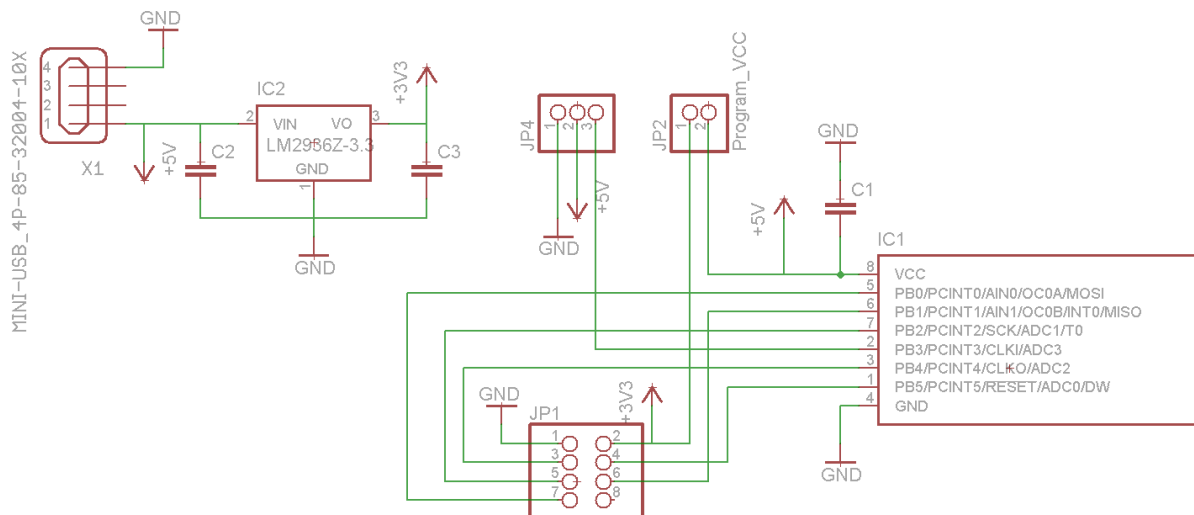 GND
MINI-USB_4P-85-32004-10X
4
3
2
1
X1
+5V
C2
IC2
2
VIN
VO
3
LM2936Z-3.3
GND
1
GND
+3V3
C3
JP4
1
2
3
+5V
GND
JP2
1
2
Program_VCC
GND
C1
+5V
IC1
8
VCC
5
PB0/PCINT0/AIN0/OC0A/MOSI
6
PB1/PCINT1/AIN1/OC0B/INT0/MISO
7
PB2/PCINT2/SCK/ADC1/T0
2
PB3/PCINT3/CLKI/ADC3
3
PB4/PCINT4/CLKO/ADC2
1
PB5/PCINT5/RESET/ADC0/DW
4
GND
GND
GND
JP1
+3V3
1
2
3
4
5
6
7
8